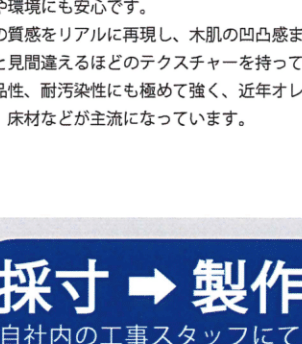 や環境にも安心です。
の質感をリアルに再現し、木肌の凹凸感ま
と見間違えるほどのテクスチャーを持って
品性、耐汚染性にも極めて強く、近年オレ
、床材などが主流になっています。
採寸➡製作
自社内の工事スタッフにて